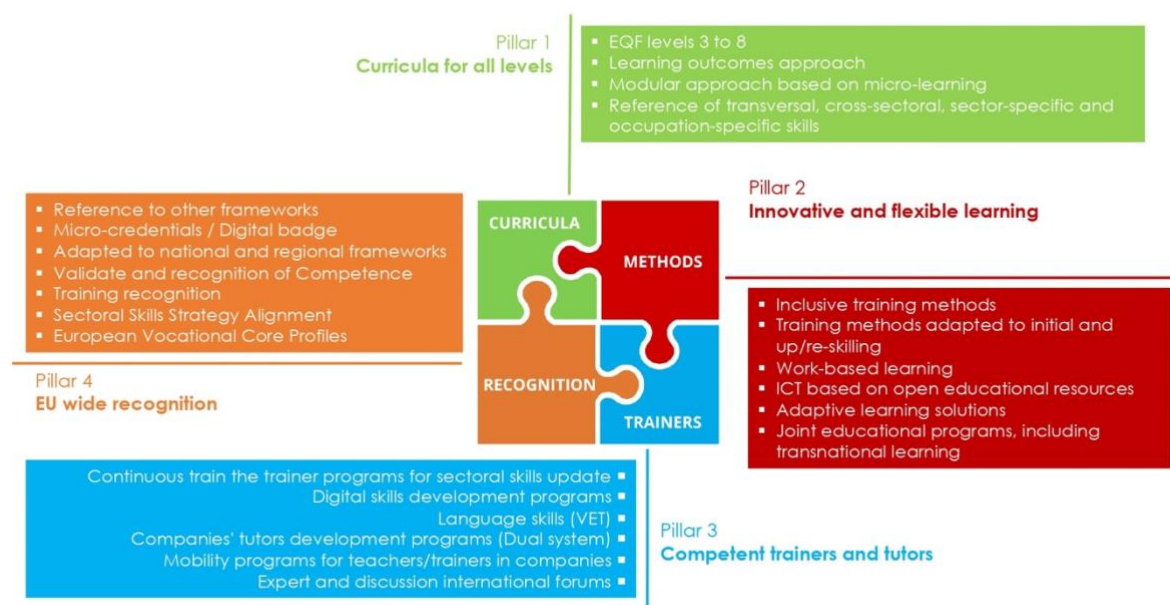 Pillar 1
Curricula for all levels
▪ EQF levels 3 to 8
▪ Learning outcomes approach
▪ Modular approach based on micro-learning
▪ Reference of transversal, cross-sectoral, sector-specific and
occupation-specific skills
Pillar 2
Innovative and flexible learning
▪ Reference to other frameworks
▪ Micro-credentials / Digital badge
▪ Adapted to national and regional frameworks
▪ Validate and recognition of Competence
▪ Training recognition
▪ Sectoral Skills Strategy Alignment
▪ European Vocational Core Profiles
CURRICULA
METHODS
RECOGNITION
TRAINERS
▪ Inclusive training methods
▪ Training methods adapted to initial and
up/re-skilling
▪ Work-based learning
▪ ICT based on open educational resources
▪ Adaptive learning solutions
▪ Joint educational programs, including
transnational learning
Pillar 4
EU wide recognition
Continuous train the trainer programs for sectoral skills update ▪
Digital skills development programs ▪
Language skills (VET) ▪
Companies' tutors development programs (Dual system) ▪
Mobility programs for teachers/trainers in companies ▪
Expert and discussion international forums ▪
Pillar 3
Competent trainers and tutors